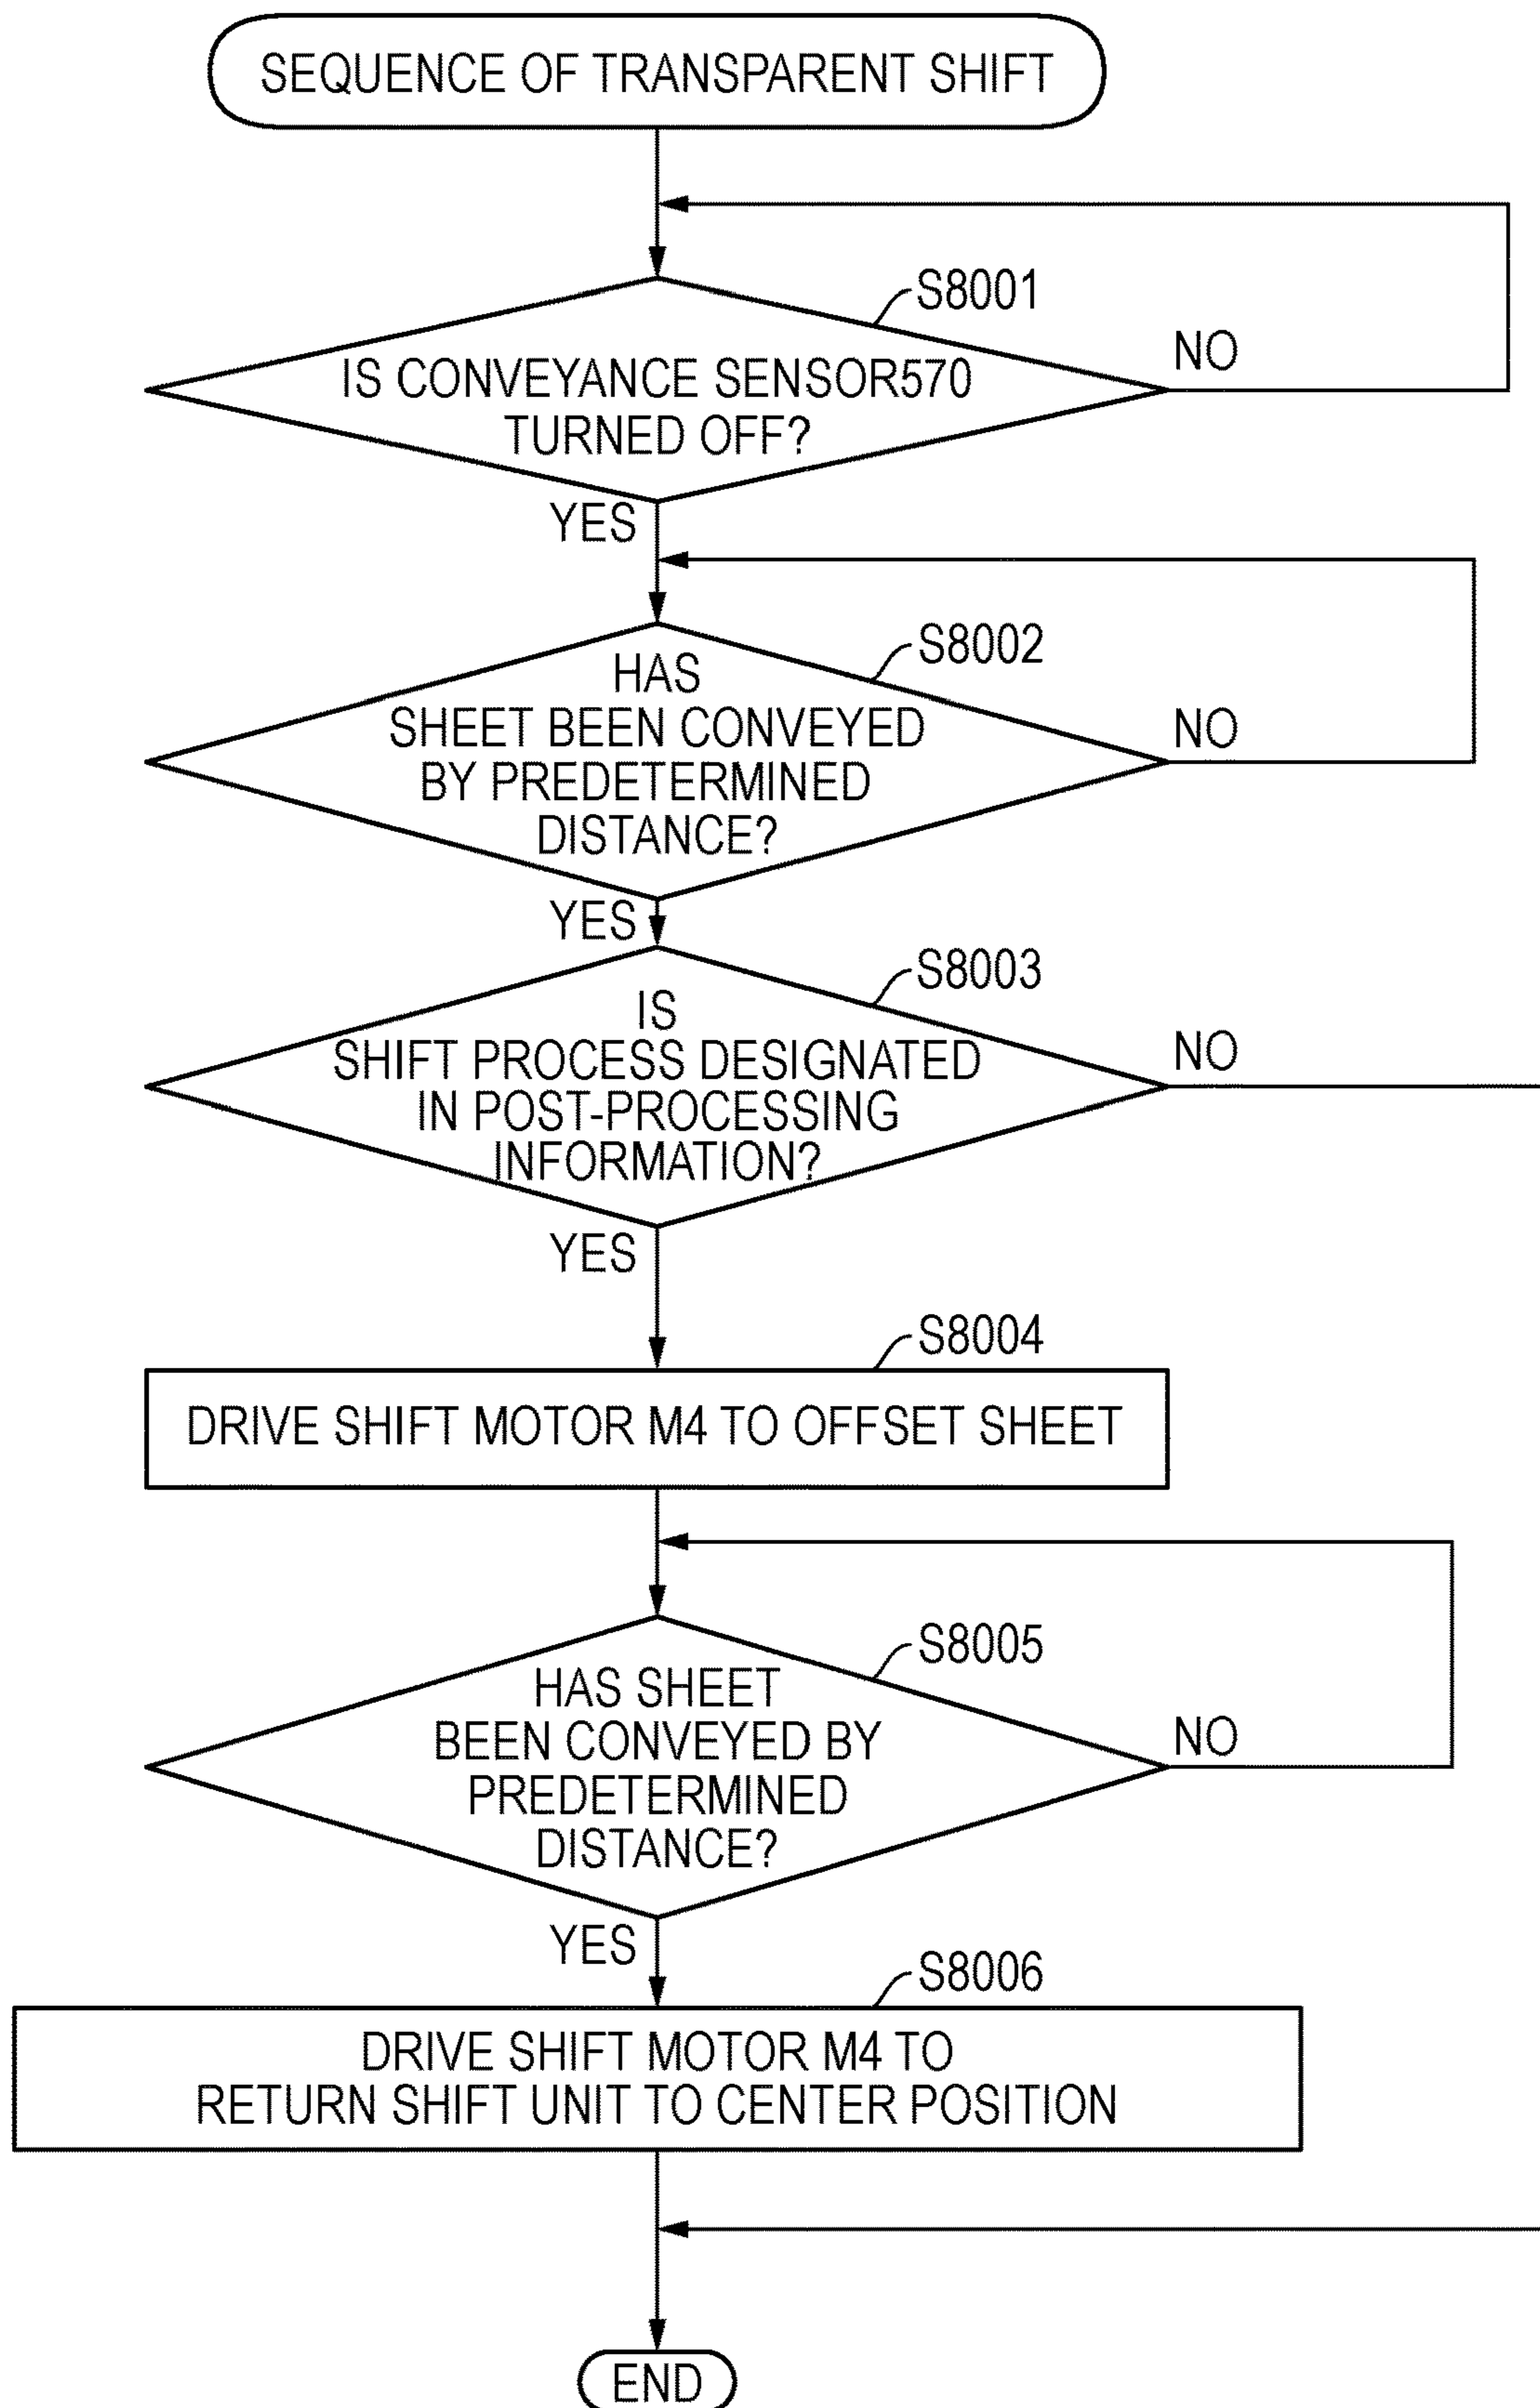 SEQUENCE OF TRANSPARENT SHIFT
S8001
IS CONVEYANCE SENSOR570
TURNED OFF?
NO
YES
S8002
HAS
SHEET BEEN CONVEYED
BY PREDETERMINED
DISTANCE?
NO
YES
S8003
IS
SHIFT PROCESS DESIGNATED
IN POST-PROCESSING
INFORMATION?
NO
YES
S8004
DRIVE SHIFT MOTOR M4 TO OFFSET SHEET
S8005
HAS SHEET
BEEN CONVEYED BY
PREDETERMINED
DISTANCE?
NO
YES
S8006
DRIVE SHIFT MOTOR M4 TO
RETURN SHIFT UNIT TO CENTER POSITION
END